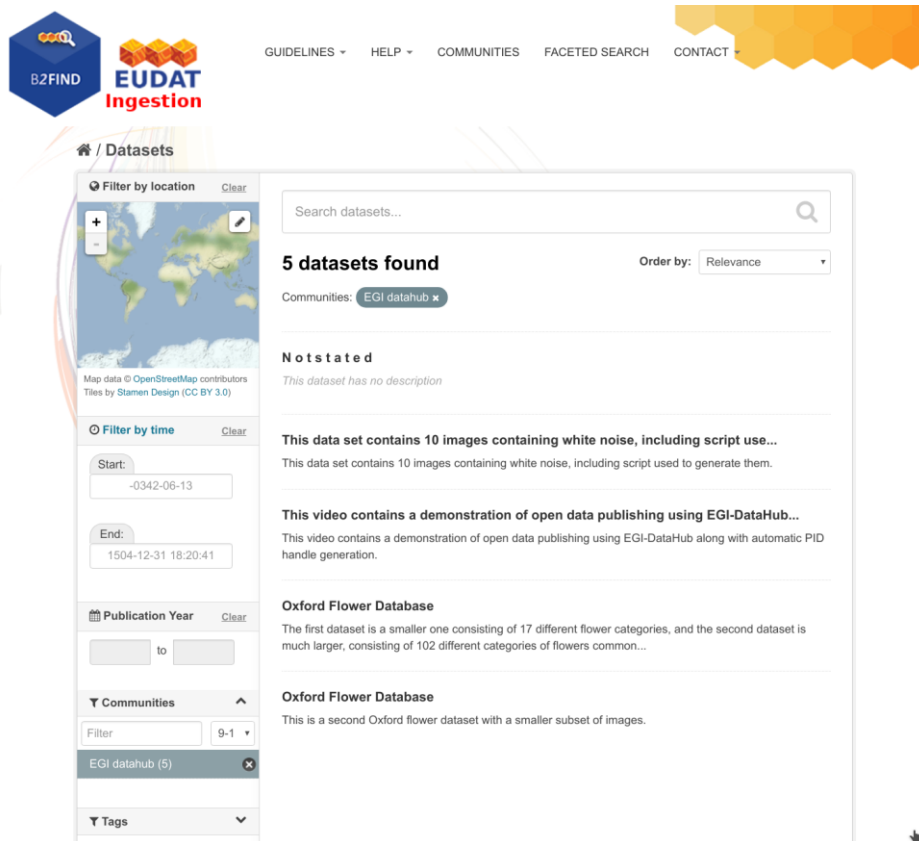 B2FIND
EUDAT
Ingestion
GUIDELINES HELP COMMUNITIES FACETED SEARCH CONTACT
/ Datasets
Filter by location Clear
+
-
Map data © OpenStreetMap contributors
Tiles by Stamen Design (CC BY 3.0)
Filter by time Clear
Start:
-0342-06-13
End:
1504-12-31 18:20:41
Publication Year Clear
to
Communities
Filter 9-1
EGI datahub (5)
Tags
Search datasets...
5 datasets found
Order by: Relevance
Communities: EGI datahub ×
N o t s t a t e d
This dataset has no description
This data set contains 10 images containing white noise, including script use...
This data set contains 10 images containing white noise, including script used to generate them.
This video contains a demonstration of open data publishing using EGI-DataHub...
This video contains a demonstration of open data publishing using EGI-DataHub along with automatic PID
handle generation.
Oxford Flower Database
The first dataset is a smaller one consisting of 17 different flower categories, and the second dataset is
much larger, consisting of 102 different categories of flowers common...
Oxford Flower Database
This is a second Oxford flower dataset with a smaller subset of images.